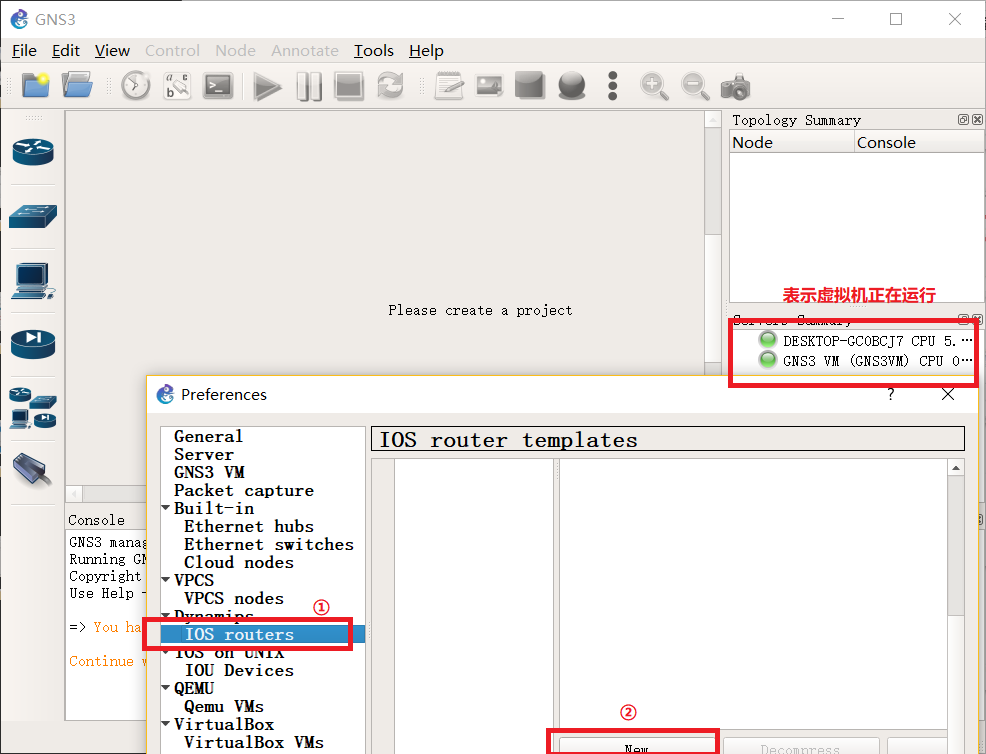 GNS3
File Edit View Control Node Annotate Tools Help
Topology Summary
Node Console
Please create a project
表示虚拟机正在运行
Servers Summary
DESKTOP-GC0BCJ7 CPU 5. ...
GNS3 VM (GNS3VM) CPU 0...
Console
GNS3 mana
Running GN
Copyright
Use Help -
=> You ha
Continue w
Preferences
?
General
Server
GNS3 VM
Packet capture
Built-in
Ethernet hubs
Ethernet switches
Cloud nodes
VPCS
VPCS nodes
Dynamips
①
IOS routers
IOS on UNIX
IOU Devices
QEMU
Qemu VMs
VirtualBox
VirtualBox VMs
IOS router templates
②
New
Decompress